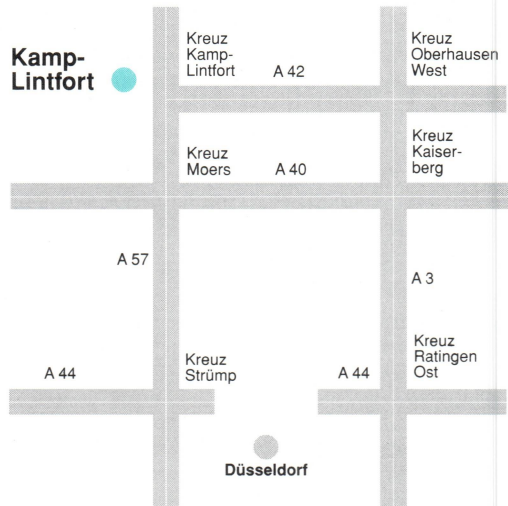 Kamp-
Lintfort
Kreuz
Kamp-
Lintfort
A 42
Kreuz
Oberhausen
West
Kreuz
Moers
A 40
Kreuz
Kaiser-
berg
A 57
A 3
A 44
Kreuz
Strümp
A 44
Kreuz
Ratingen
Ost
Düsseldorf